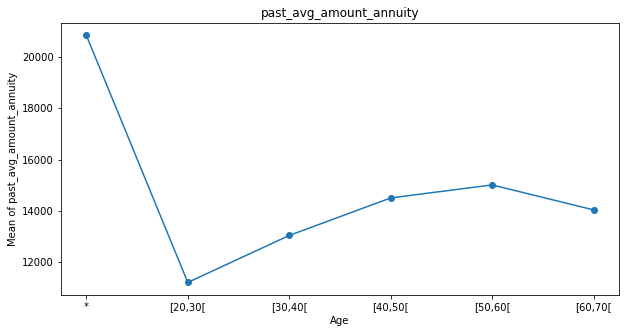 past_avg_amount_annuity
Mean of past_avg_amount_annuity
20000
18000
16000
14000
12000
* [20,30[ [30,40[ [40,50[ [50,60[ [60,70[
Age